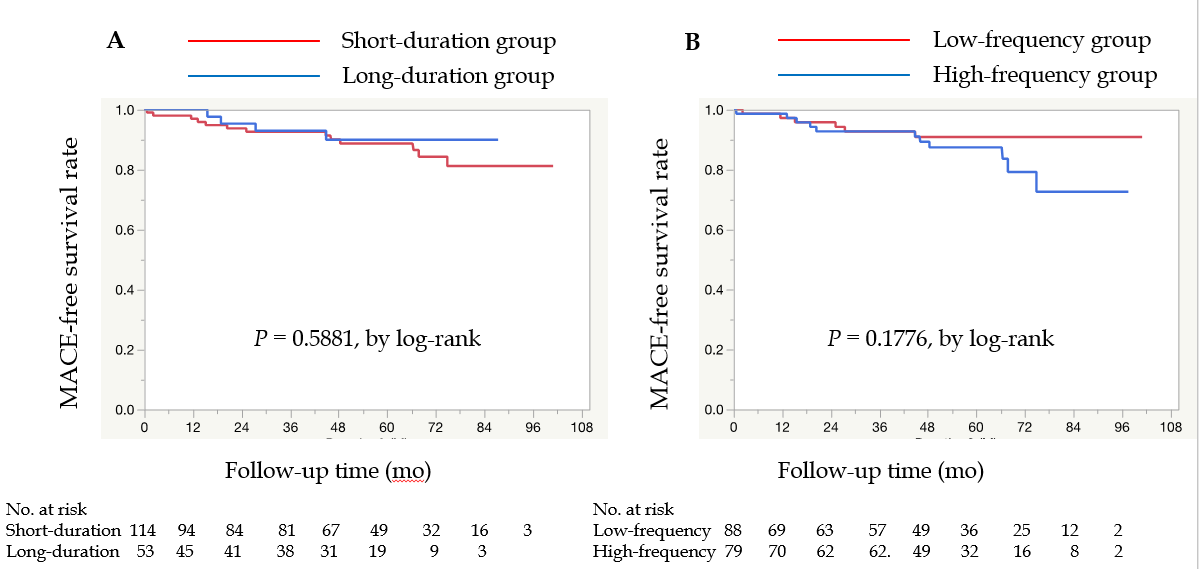 A
Short-duration group
Long-duration group
MACE-free survival rate
1.0
0.8
0.6
0.4
0.2
0.0
P = 0.5881, by log-rank
0 12 24 36 48 60 72 84 96 108
Follow-up time (mo)
No. at risk
Short-duration 114 94 84 81 67 49 32 16 3
Long-duration 53 45 41 38 31 19 9 3
B
Low-frequency group
High-frequency group
MACE-free survival rate
1.0
0.8
0.6
0.4
0.2
0.0
P = 0.1776, by log-rank
0 12 24 36 48 60 72 84 96 108
Follow-up time (mo)
No. at risk
Low-frequency 88 69 63 57 49 36 25 12 2
High-frequency 79 70 62 62. 49 32 16 8 2